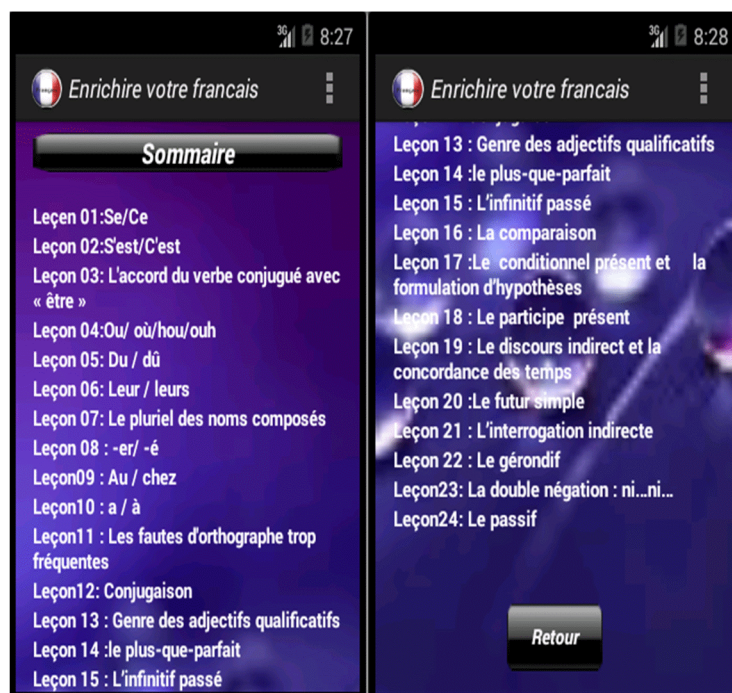 3G 8:27
Enrichire votre francais
Sommaire
Leçen 01:Se/Ce
Leçon 02:S'est/C'est
Leçon 03: L'accord du verbe conjugué avec
« être »
Leçon 04:Ou/ où/hou/ouh
Leçon 05: Du / dû
Leçon 06: Leur / leurs
Leçon 07: Le pluriel des noms composés
Leçon 08 : -er/ -é
Leçon09 : Au / chez
Leçon10 : a / à
Leçon11 : Les fautes d'orthographe trop
fréquentes
Leçon12: Conjugaison
Leçon 13 : Genre des adjectifs qualificatifs
Leçon 14 :le plus-que-parfait
Leçon 15 : L'infinitif passé
3G 8:28
Enrichire votre francais
Leçon 13 : Genre des adjectifs qualificatifs
Leçon 14 :le plus-que-parfait
Leçon 15 : L'infinitif passé
Leçon 16 : La comparaison
Leçon 17 :Le conditionnel présent et la
formulation d'hypothèses
Leçon 18 : Le participe présent
Leçon 19 : Le discours indirect et la
concordance des temps
Leçon 20 :Le futur simple
Leçon 21 : L'interrogation indirecte
Leçon 22 : Le gérondif
Leçon23: La double négation : ni...ni...
Leçon24: Le passif
Retour